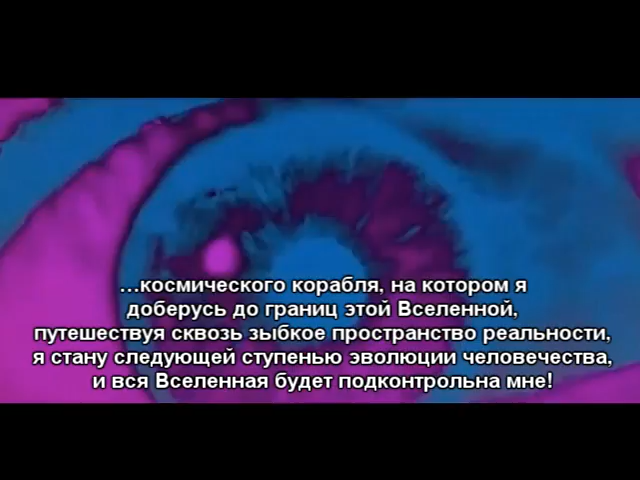 …космического корабля, на котором я
доберусь до границ этой Вселенной,
путешествуя сквозь зыбкое пространство реальности,
я стану следующей ступенью эволюции человечества,
и вся Вселенная будет подконтрольна мне!